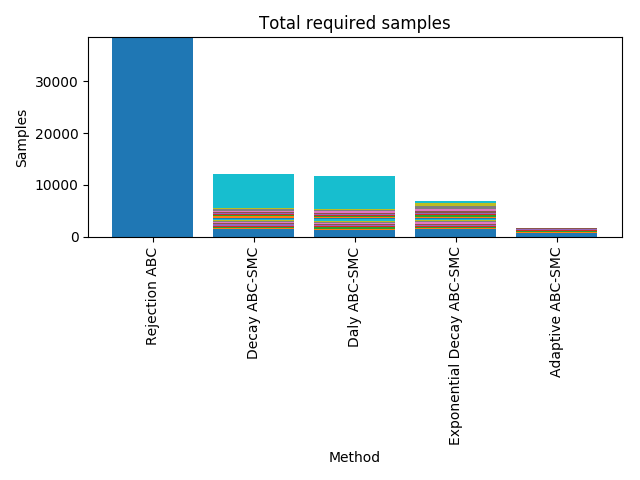 Total required samples
Samples
30000
20000
10000
0
Rejection ABC
Decay ABC-SMC
Daly ABC-SMC
Exponential Decay ABC-SMC
Adaptive ABC-SMC
Method